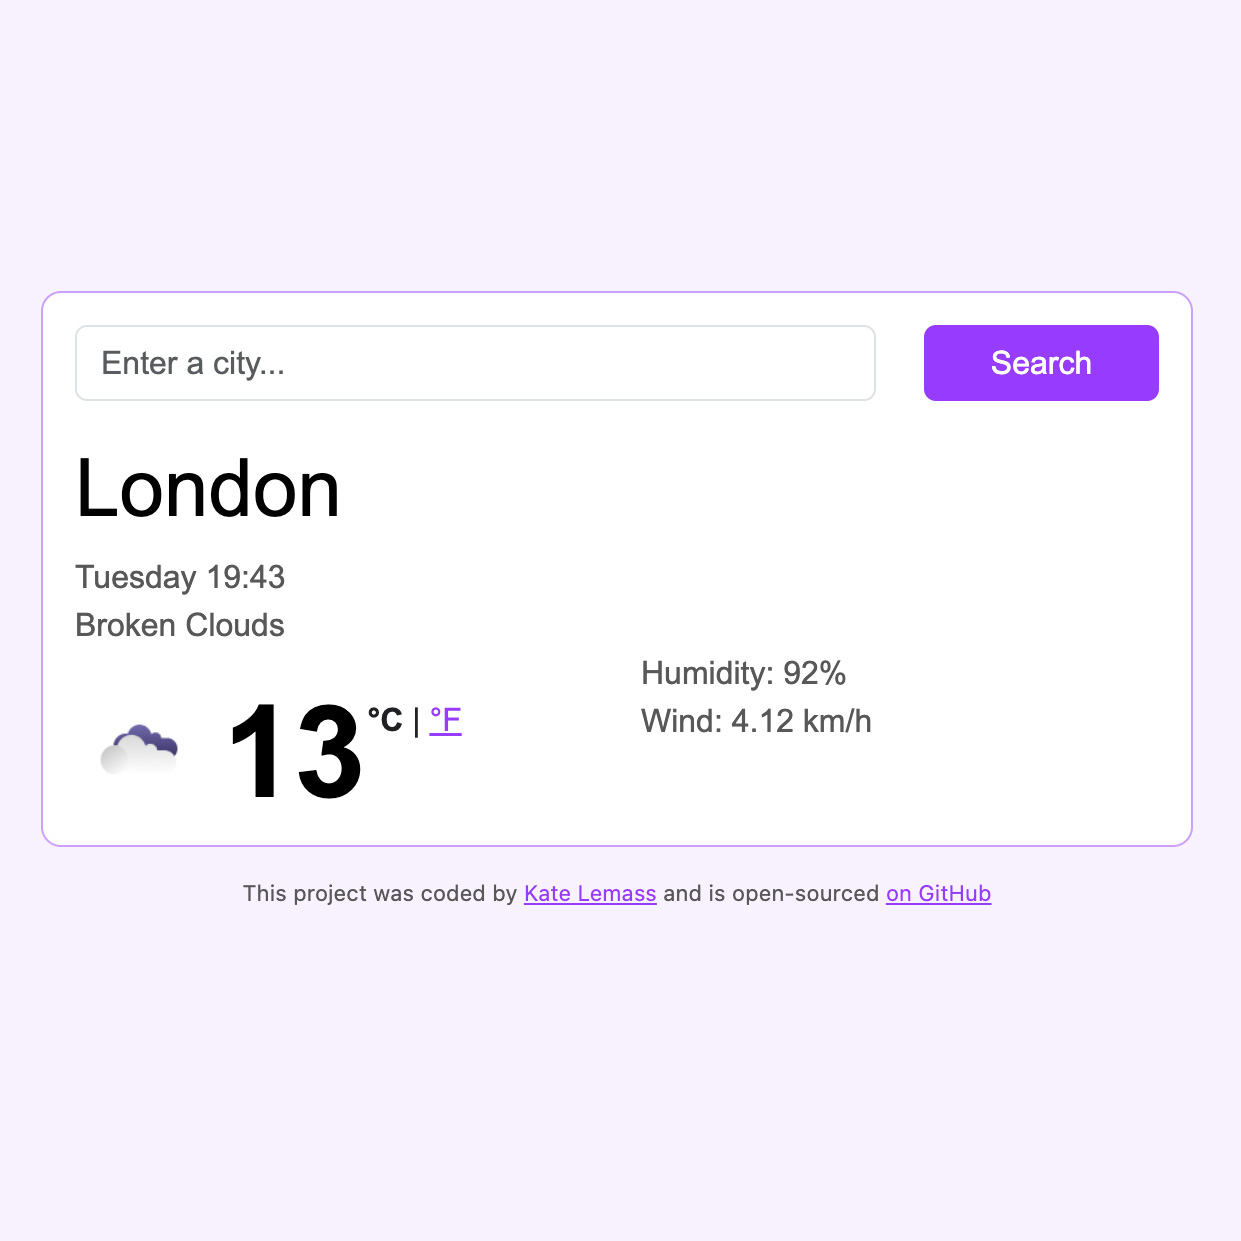 Enter a city...
Search
London
Tuesday 19:43
Broken Clouds
Humidity: 92%
Wind: 4.12 km/h
13 °C | °F
This project was coded by Kate Lemass and is open-sourced on GitHub